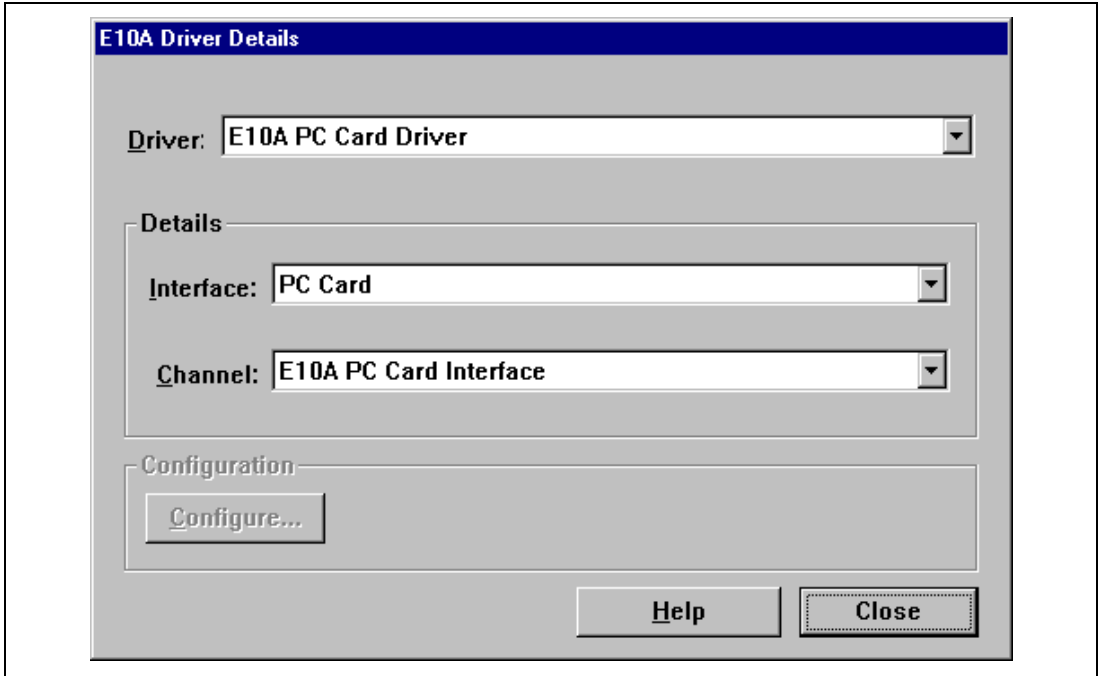 E10A Driver Details
Driver: E10A PC Card Driver
Details
Interface: PC Card
Channel: E10A PC Card Interface
Configuration
Configure...
Help Close